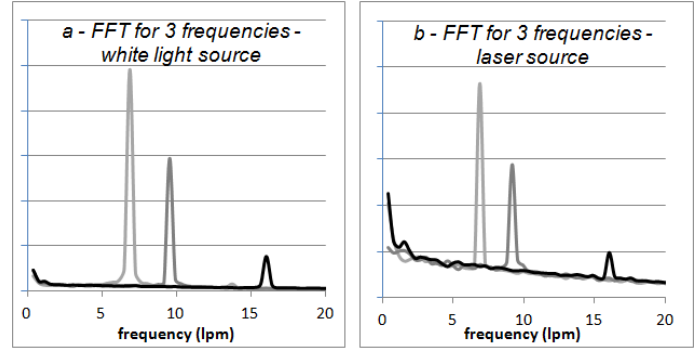 a - FFT for 3 frequencies -
white light source
0 5 10 15 20
frequency (lpm)
b - FFT for 3 frequencies -
laser source
0 5 10 15 20
frequency (lpm)